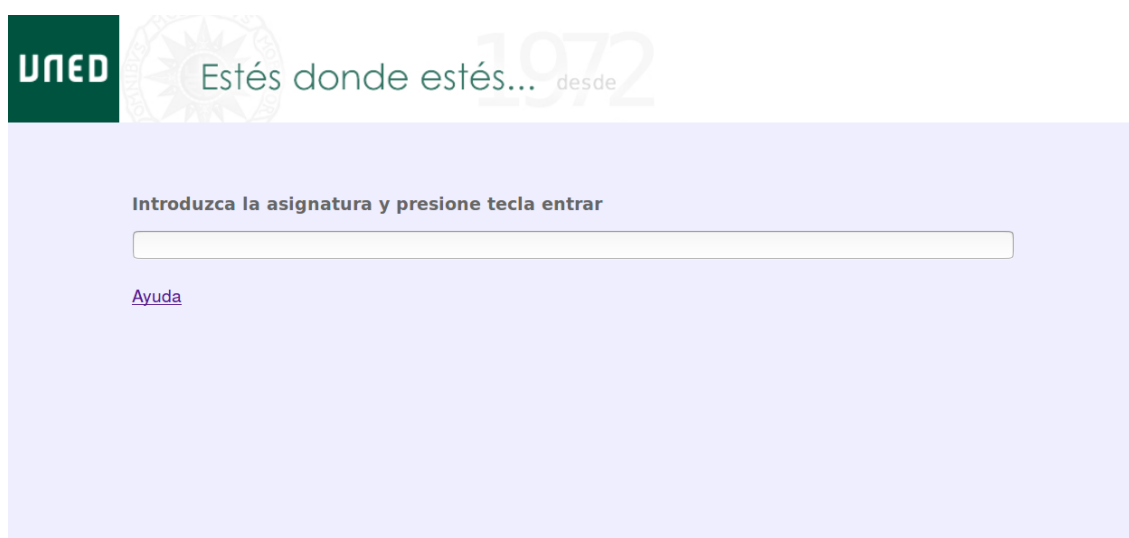 UNED
Estés donde estés... desde 1972
Introduzca la asignatura y presione tecla entrar
Ayuda